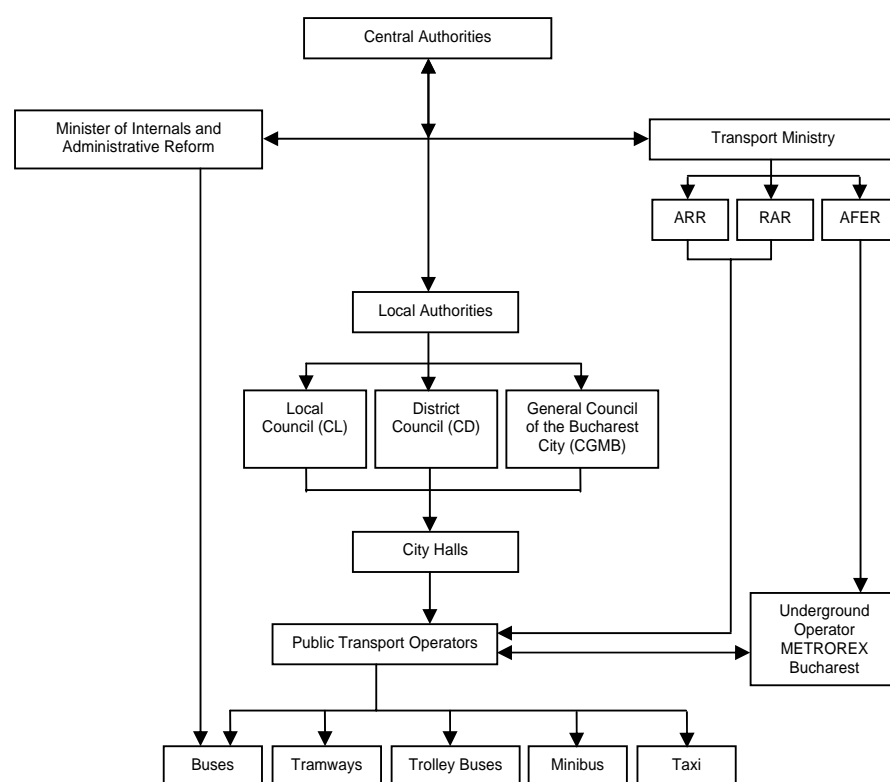 Central Authorities
Minister of Internals and
Administrative Reform
Transport Ministry
ARR
RAR
AFER
Local Authorities
Local
Council (CL)
District
Council (CD)
General Council
of the Bucharest
City (CGMB)
City Halls
Public Transport Operators
Underground
Operator
METROREX
Bucharest
Buses
Tramways
Trolley Buses
Minibus
Taxi